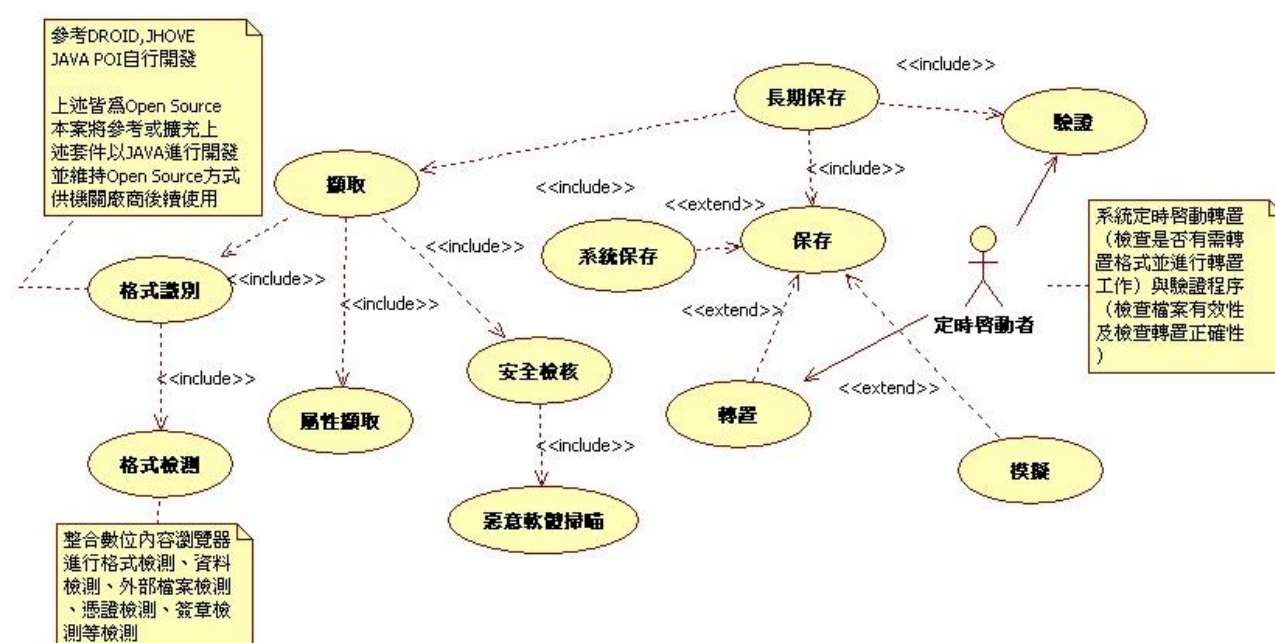 參考DROID,JHOVE
JAVA POI自行開發
上述皆爲Open Source
本案將參考或擴充上
述套件以JAVA進行開發
並維持Open Source方式
供機關廠商後續使用
<<include>>
長期保存
驗證
擷取
<<include>>
<<include>>
<<extend>>
系統保存
保存
系統定時啓動轉置
（檢查是否有需轉
置格式並進行轉置
工作）與驗證程序
（檢查檔案有效性
及檢查轉置正確性
）
定時啓動者
格式識別
<<include>>
<<include>>
<<include>>
<<extend>>
安全檢核
<<include>>
屬性擷取
轉置
<<extend>>
格式檢測
<<include>>
模擬
惡意軟體掃瞄
整合數位內容瀏覽器
進行格式檢測、資料
檢測、外部檔案檢測
、憑證檢測、簽章檢
測等檢測